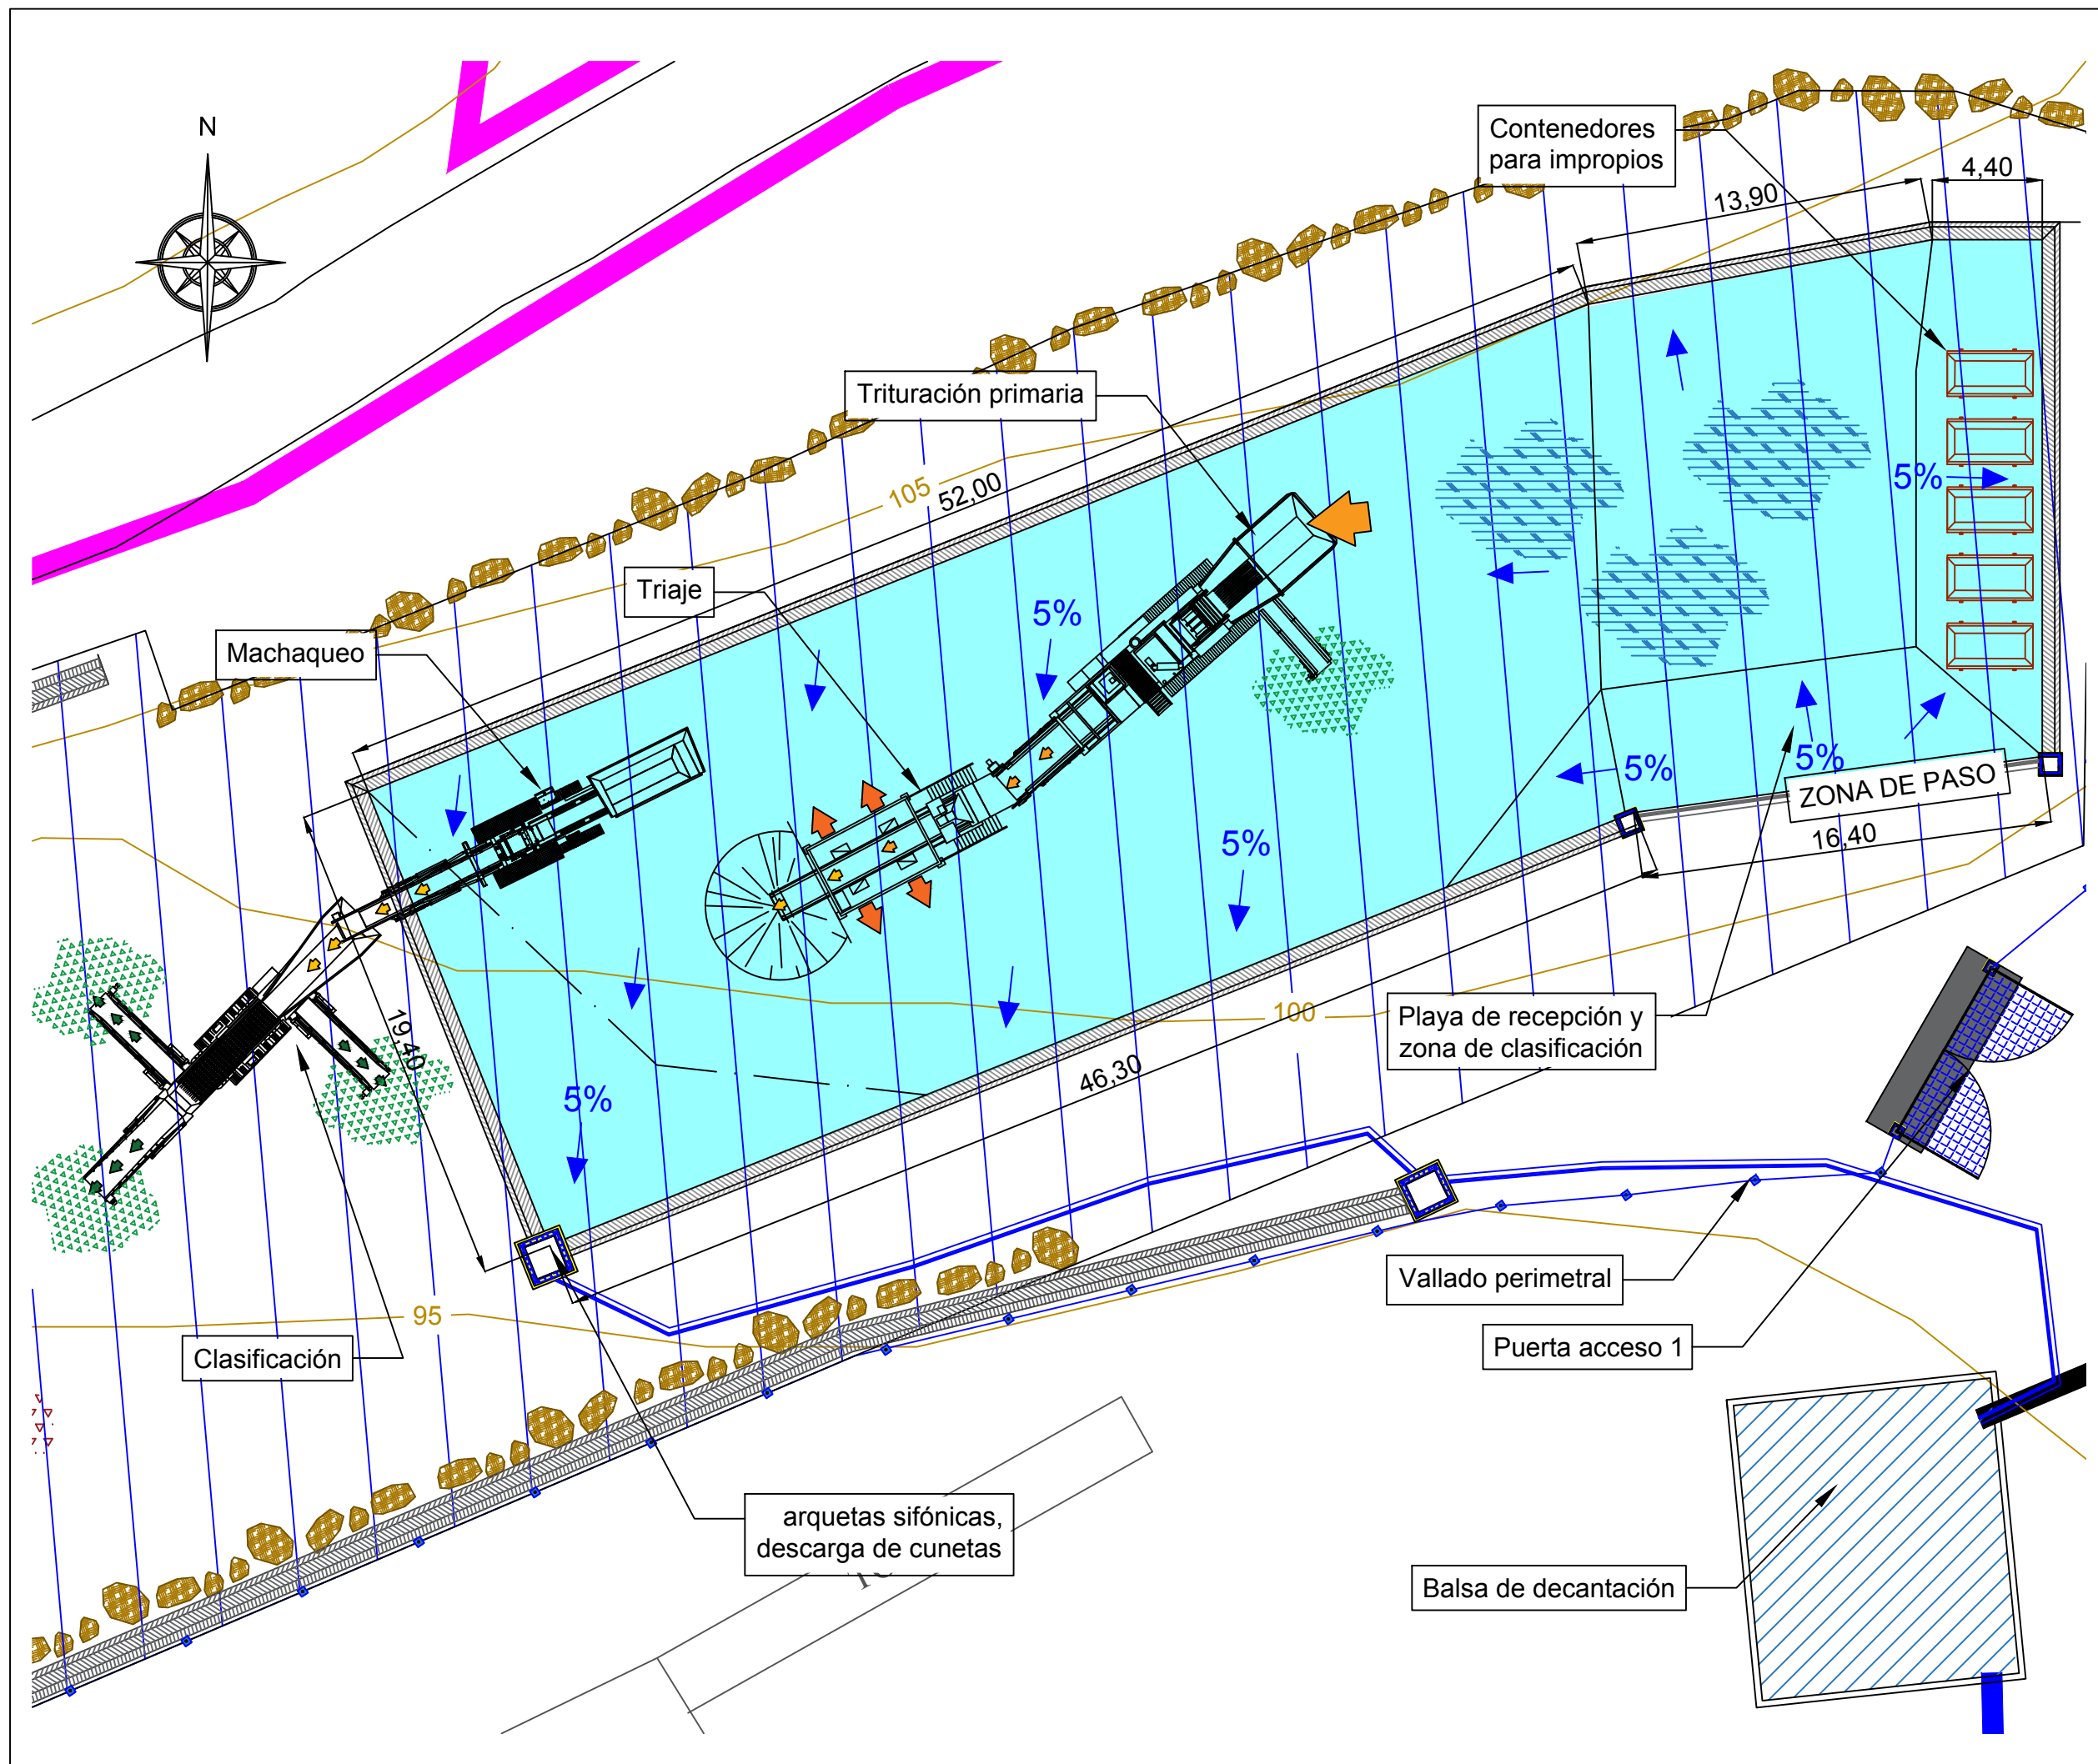 N
Contenedores
para impropios
4,40
13,90
Trituración primaria
105
52,00
5%
Triaje
5%
Machaqueo
5%
5%
ZONA DE PASO
16,40
5%
19,40
100
Playa de recepción y
zona de clasificación
46,30
5%
Vallado perimetral
95
Puerta acceso 1
Clasificación
arquetas sifónicas,
descarga de cunetas
Balsa de decantación